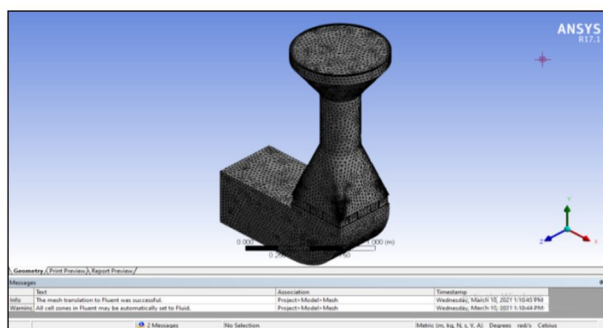 ANSYS
R17.1
0.000
1.000 (m)
Y
Z
X
Geometry / Print Preview / Report Preview /
Messages
Text Association Timestamp
Info The mesh translation to Fluent was successful. Project>Model>Mesh Wednesday, March 10, 2021 1:10:45 PM
Warning All cell zones in Fluent may be automatically set to Fluid. Project>Model>Mesh Wednesday, March 10, 2021 1:10:44 PM
2 Messages No Selection Metric (m, kg, N, s, V, A) Degrees rad/s Celsius